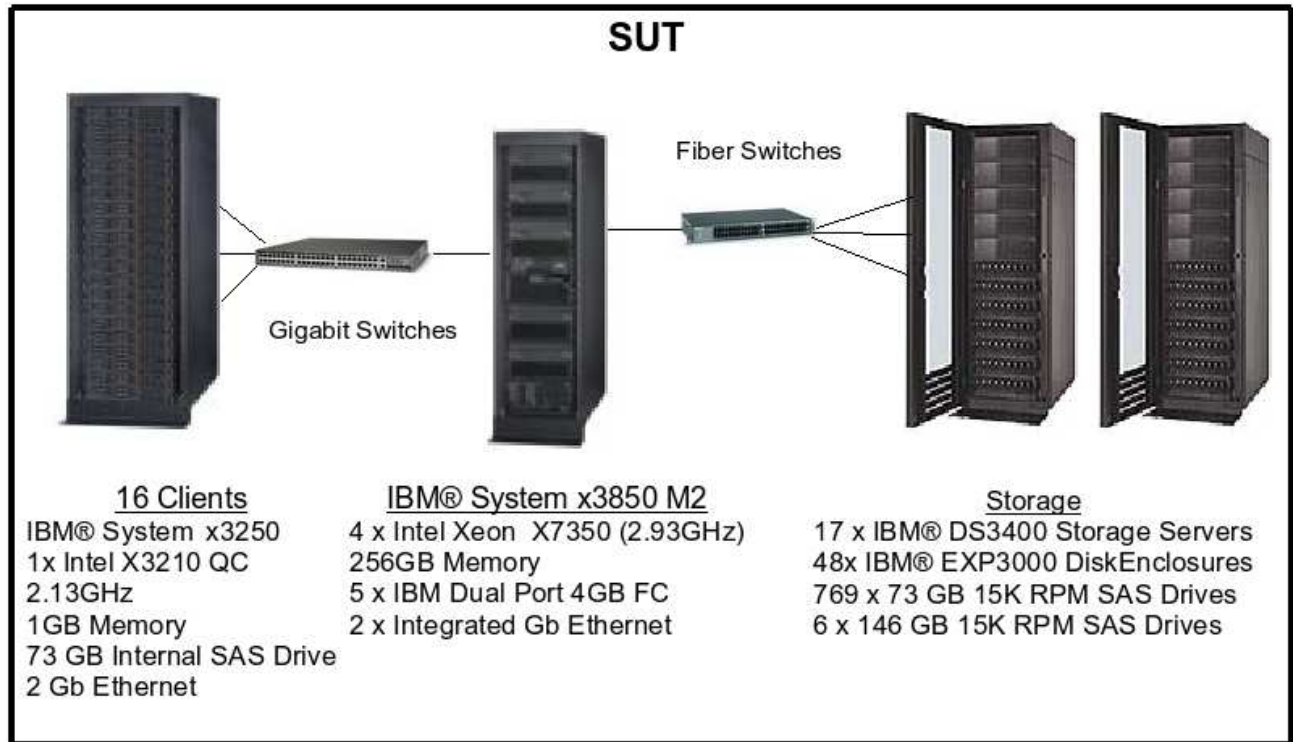 SUT
Fiber Switches
Gigabit Switches
16 Clients
IBM® System x3250
1x Intel X3210 QC
2.13GHz
1GB Memory
73 GB Internal SAS Drive
2 Gb Ethernet
IBM® System x3850 M2
4 x Intel Xeon X7350 (2.93GHz)
256GB Memory
5 x IBM Dual Port 4GB FC
2 x Integrated Gb Ethernet
Storage
17 x IBM® DS3400 Storage Servers
48x IBM® EXP3000 DiskEnclosures
769 x 73 GB 15K RPM SAS Drives
6 x 146 GB 15K RPM SAS Drives